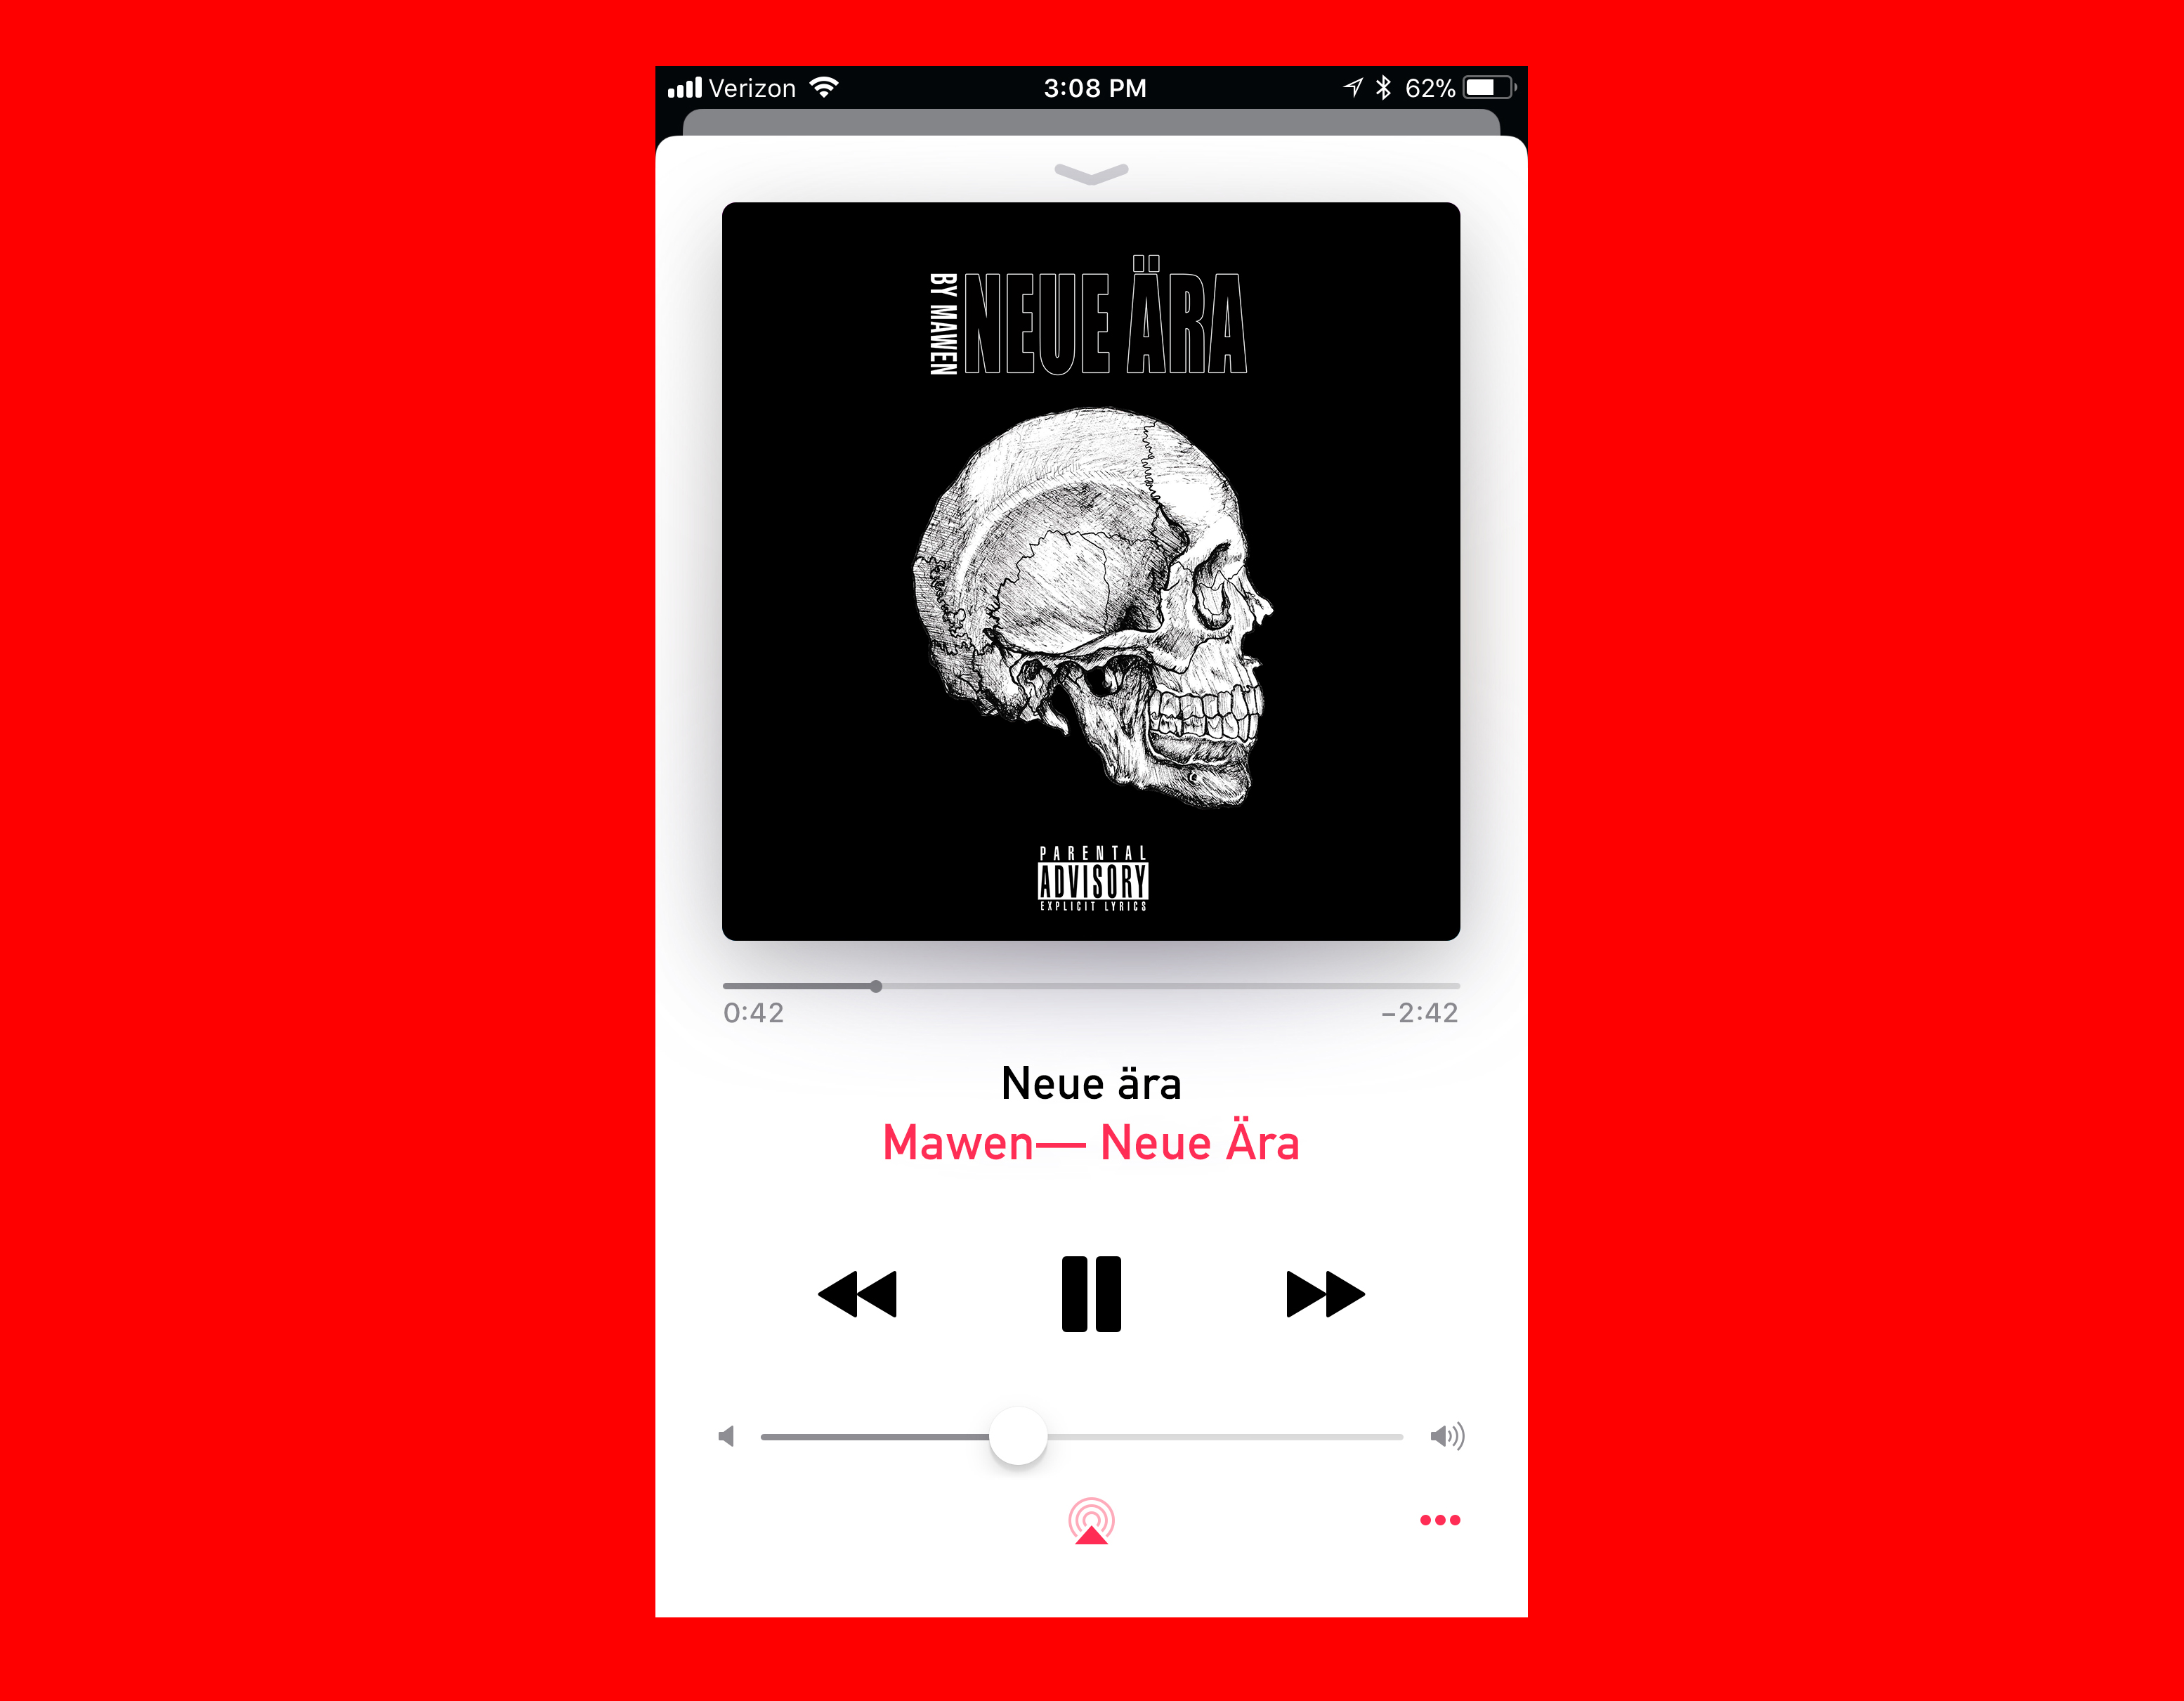 Verizon 3:08 PM 62%
BY MAWEN
NEUE ÄRA
PARENTAL
ADVISORY
EXPLICIT LYRICS
0:42 −2:42
Neue ära
Mawen— Neue Ära